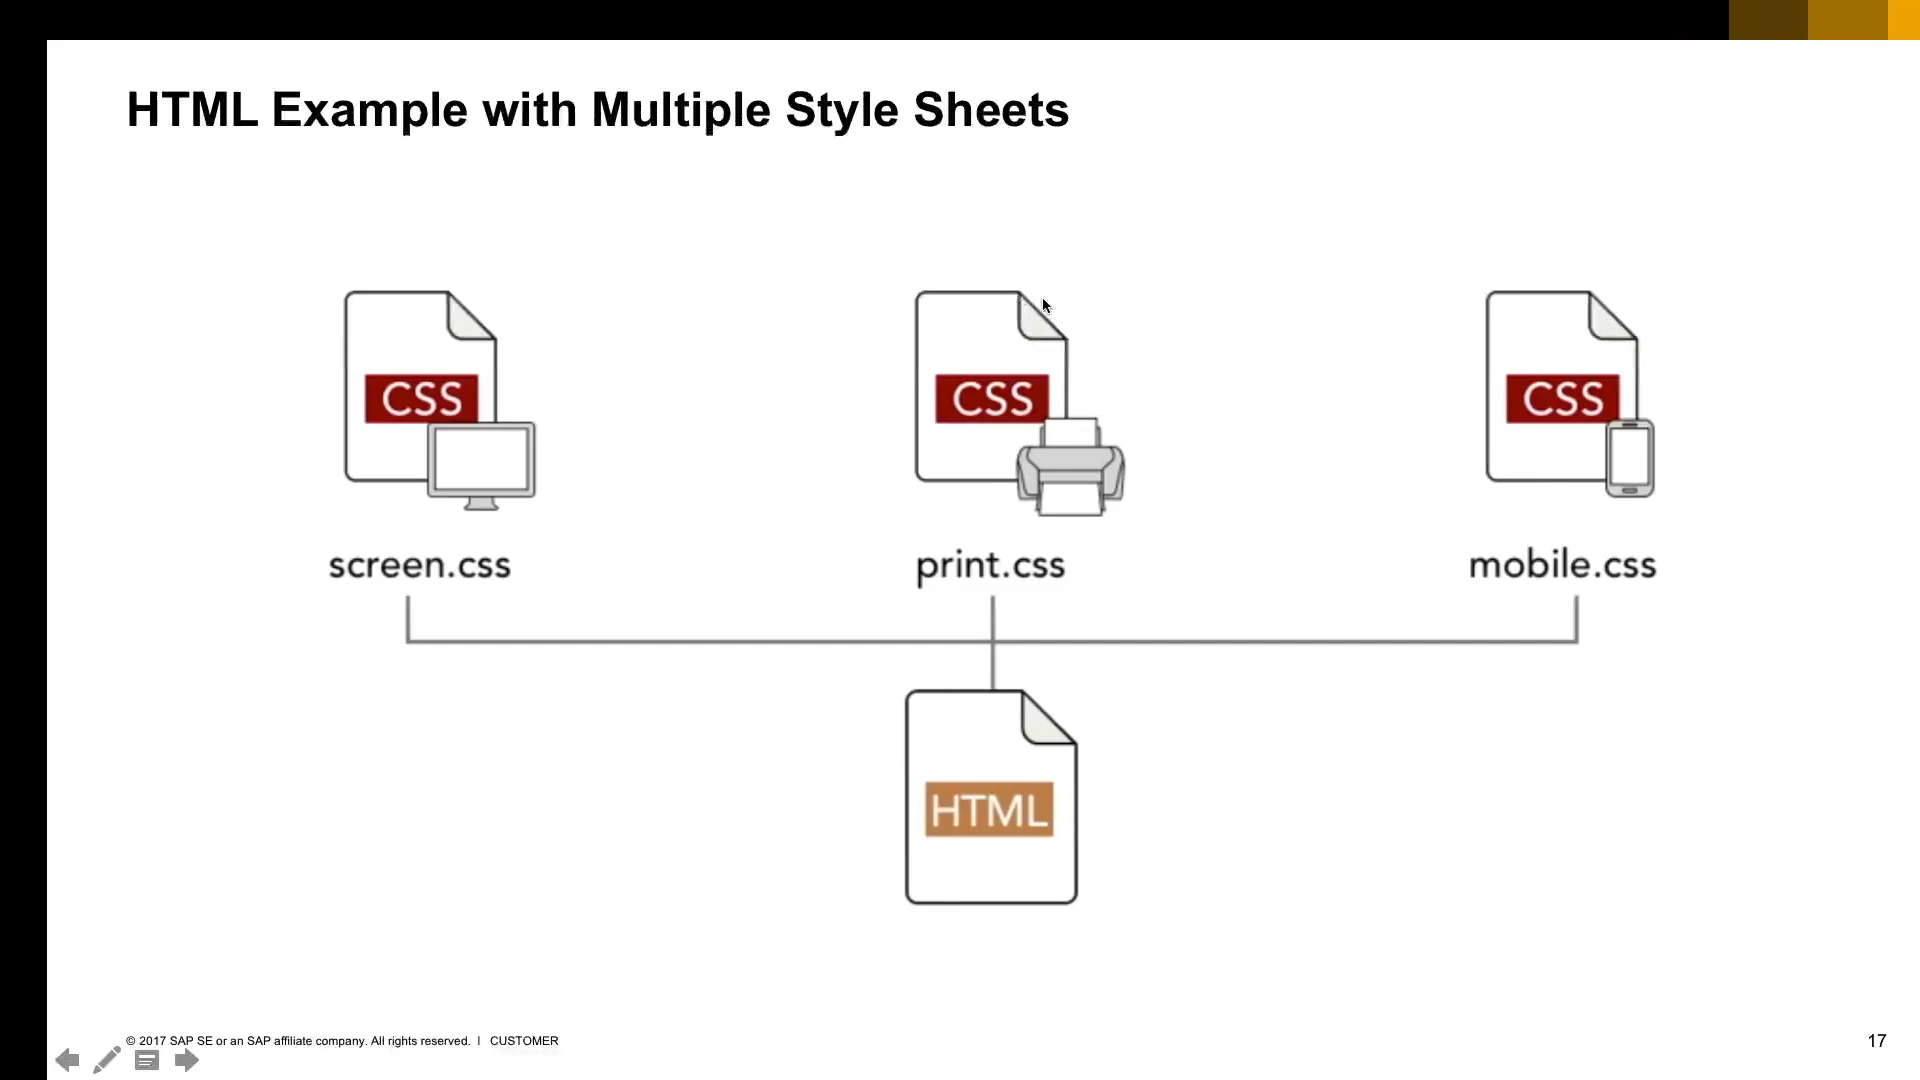 HTML Example with Multiple Style Sheets
CSS
CSS
CSS
screen.css
print.css
mobile.css
HTML
© 2017 SAP SE or an SAP affiliate company. All rights reserved. | CUSTOMER
17